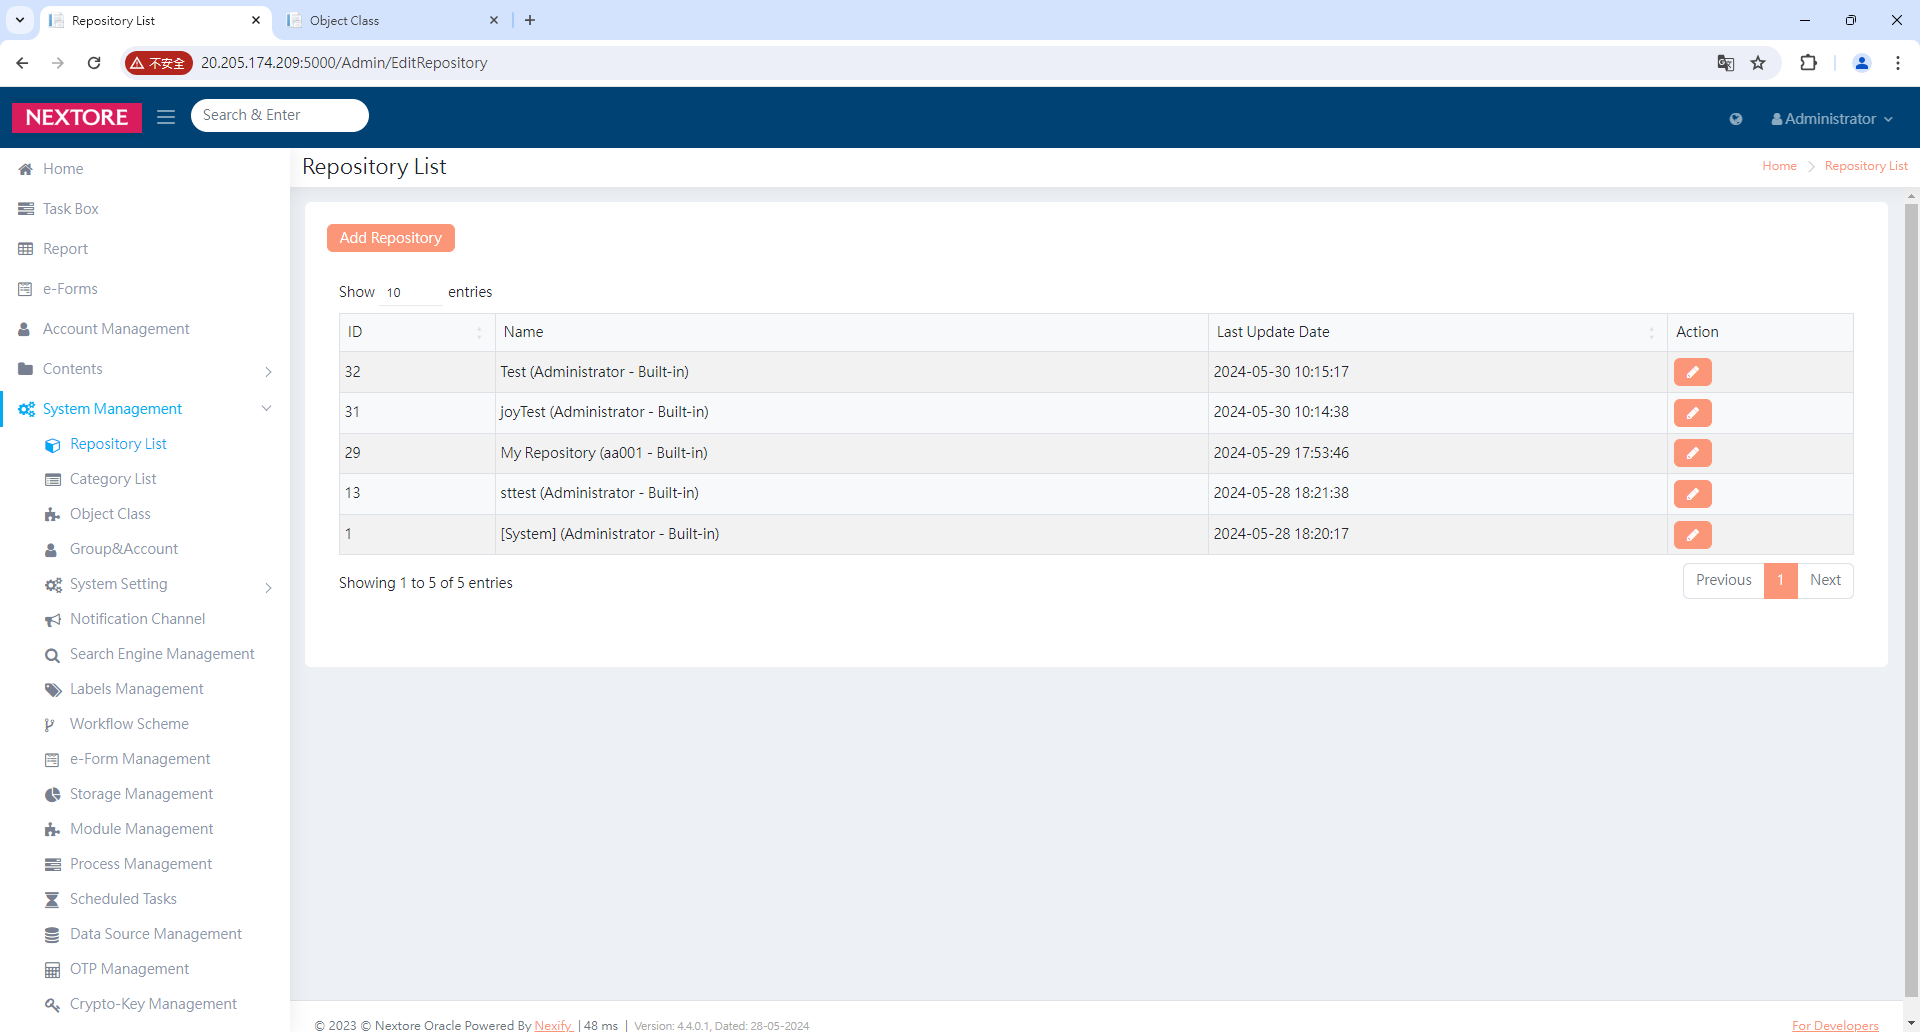 Repository List
Object Class
不安全
20.205.174.209:5000/Admin/EditRepository
NEXTORE
Search & Enter
Administrator
Home
Task Box
Report
e-Forms
Account Management
Contents
System Management
Repository List
Category List
Object Class
Group&Account
System Setting
Notification Channel
Search Engine Management
Labels Management
Workflow Scheme
e-Form Management
Storage Management
Module Management
Process Management
Scheduled Tasks
Data Source Management
OTP Management
Crypto-Key Management
Repository List
Home > Repository List
Add Repository
Show 10 entries
ID Name Last Update Date Action
32 Test (Administrator - Built-in) 2024-05-30 10:15:17
31 joyTest (Administrator - Built-in) 2024-05-30 10:14:38
29 My Repository (aa001 - Built-in) 2024-05-29 17:53:46
13 sttest (Administrator - Built-in) 2024-05-28 18:21:38
1 [System] (Administrator - Built-in) 2024-05-28 18:20:17
Showing 1 to 5 of 5 entries
Previous 1 Next
© 2023 © Nextore Oracle Powered By Nexify | 48 ms | Version: 4.4.0.1, Dated: 28-05-2024
For Developers